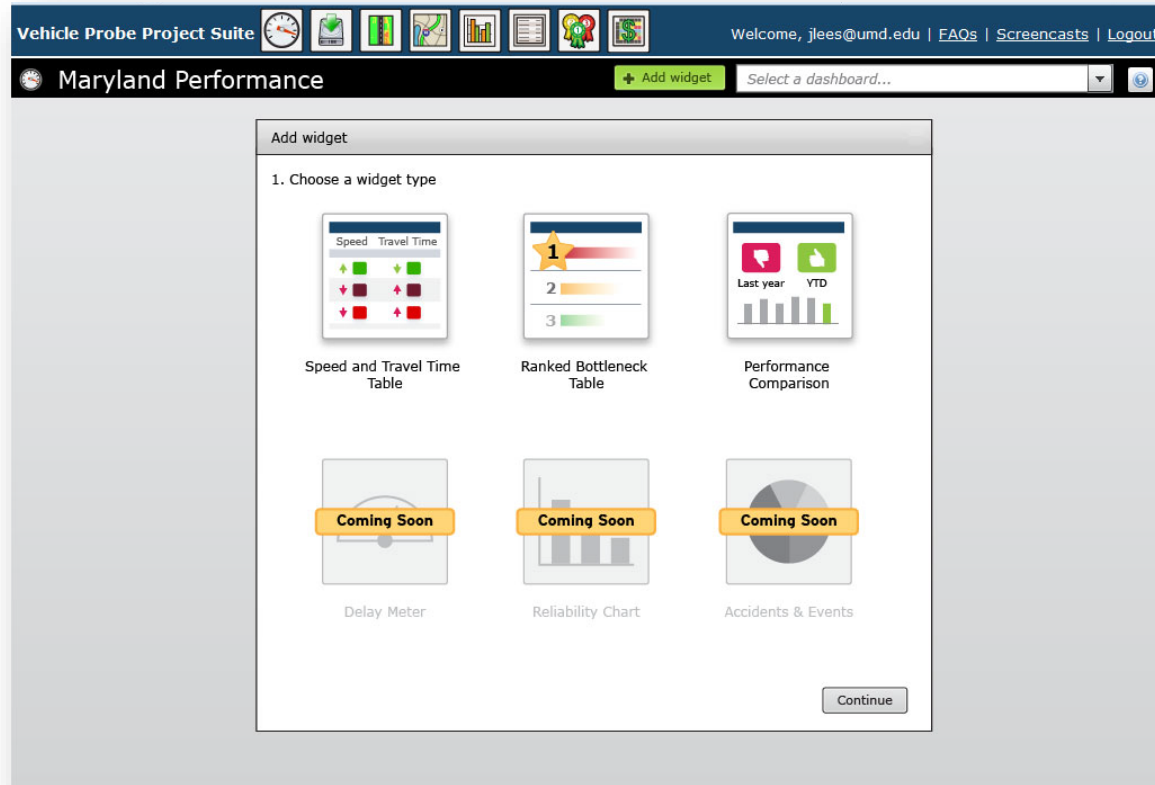 Vehicle Probe Project Suite
Welcome, jlees@umd.edu | FAQs | Screencasts | Logout
Maryland Performance
+ Add widget
Select a dashboard...
Add widget
1. Choose a widget type
Speed Travel Time
1
2
3
Last year YTD
Speed and Travel Time
Table
Ranked Bottleneck
Table
Performance
Comparison
Coming Soon
Coming Soon
Coming Soon
Delay Meter
Reliability Chart
Accidents & Events
Continue